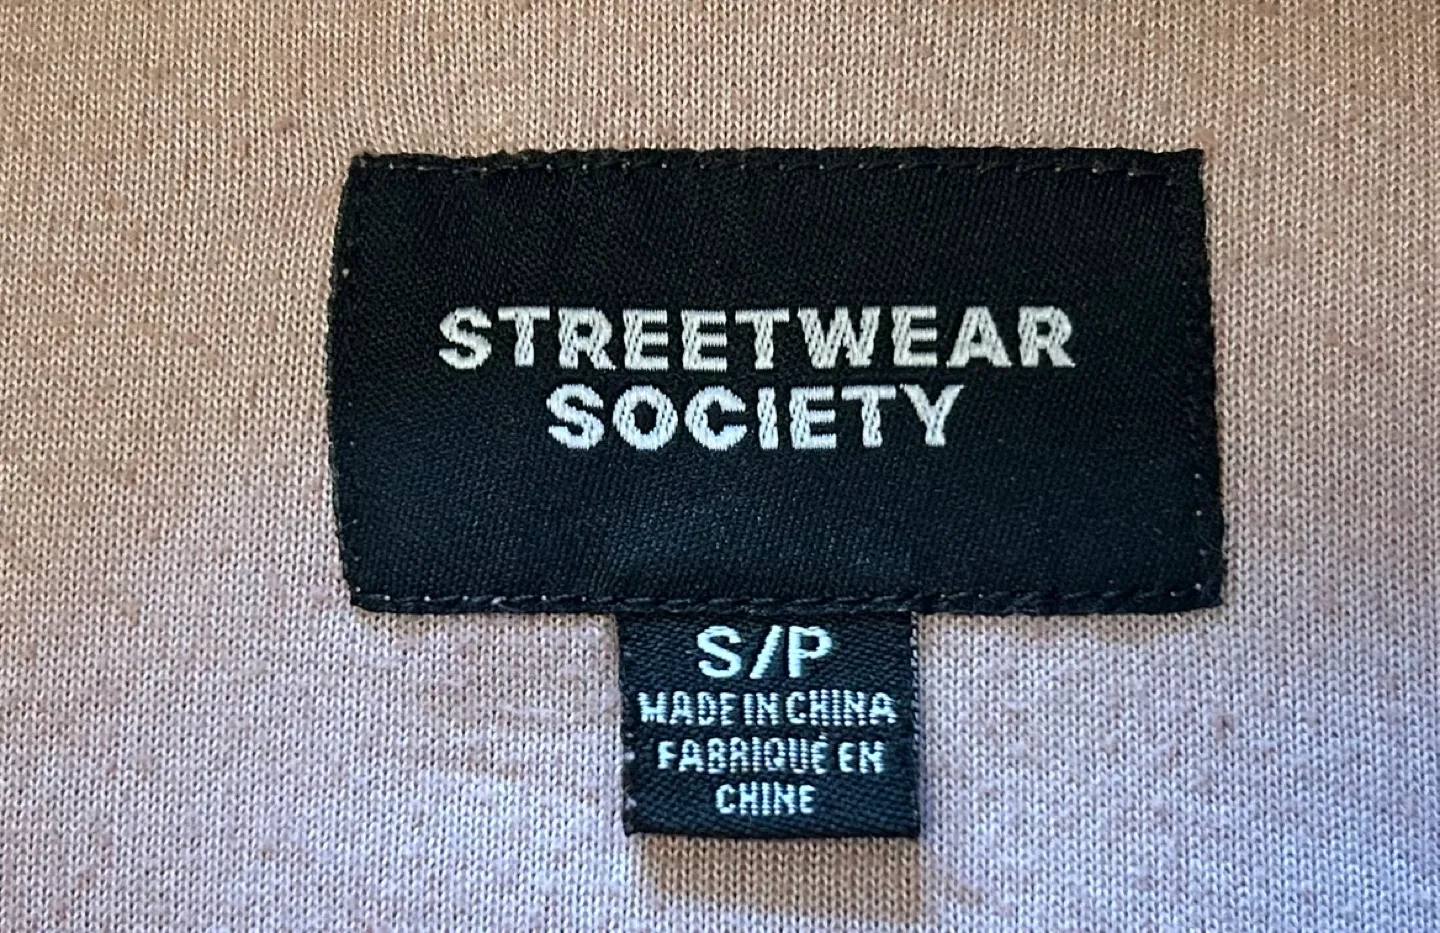 STREETWEAR
SOCIETY
S/P
MADE IN CHINA
FABRIQUÉ EN
CHINE